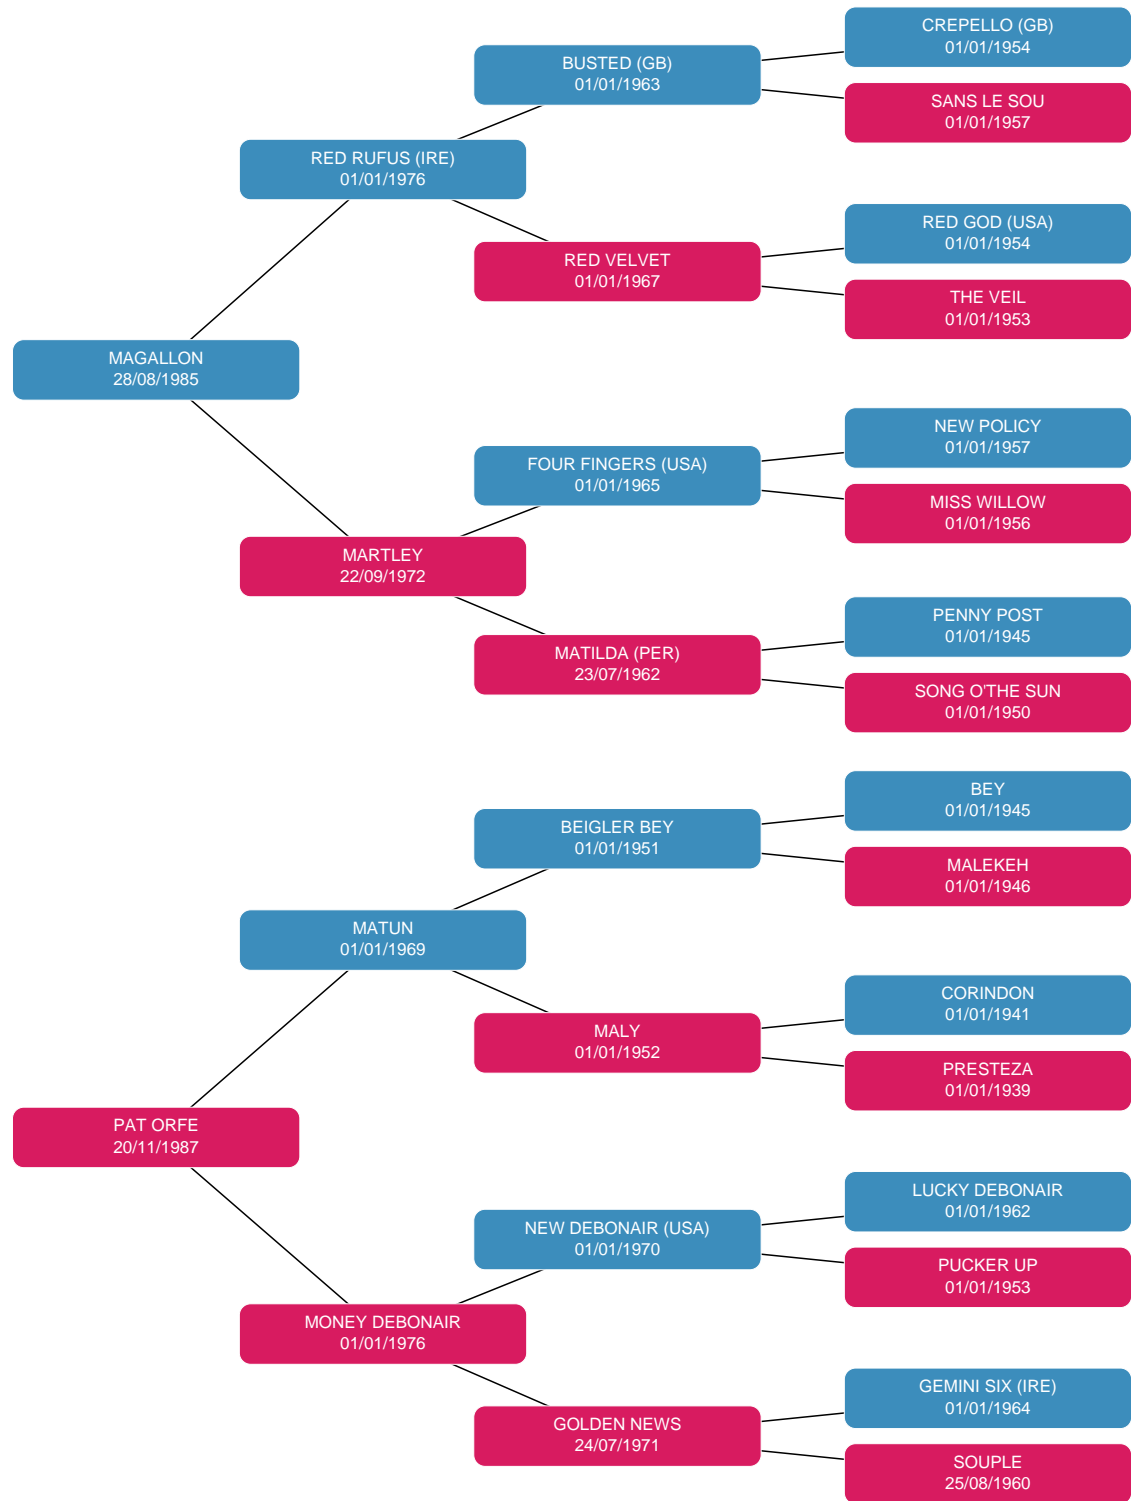 CREPELLO (GB)
01/01/1954
BUSTED (GB)
01/01/1963
SANS LE SOU
01/01/1957
RED RUFUS (IRE)
01/01/1976
RED GOD (USA)
01/01/1954
RED VELVET
01/01/1967
THE VEIL
01/01/1953
MAGALLON
28/08/1985
NEW POLICY
01/01/1957
FOUR FINGERS (USA)
01/01/1965
MISS WILLOW
01/01/1956
MARTLEY
22/09/1972
PENNY POST
01/01/1945
MATILDA (PER)
23/07/1962
SONG O'THE SUN
01/01/1950
BEY
01/01/1945
BEIGLER BEY
01/01/1951
MALEKEH
01/01/1946
MATUN
01/01/1969
CORINDON
01/01/1941
MALY
01/01/1952
PRESTEZA
01/01/1939
PAT ORFE
20/11/1987
LUCKY DEBONAIR
01/01/1962
NEW DEBONAIR (USA)
01/01/1970
PUCKER UP
01/01/1953
MONEY DEBONAIR
01/01/1976
GEMINI SIX (IRE)
01/01/1964
GOLDEN NEWS
24/07/1971
SOUPLE
25/08/1960